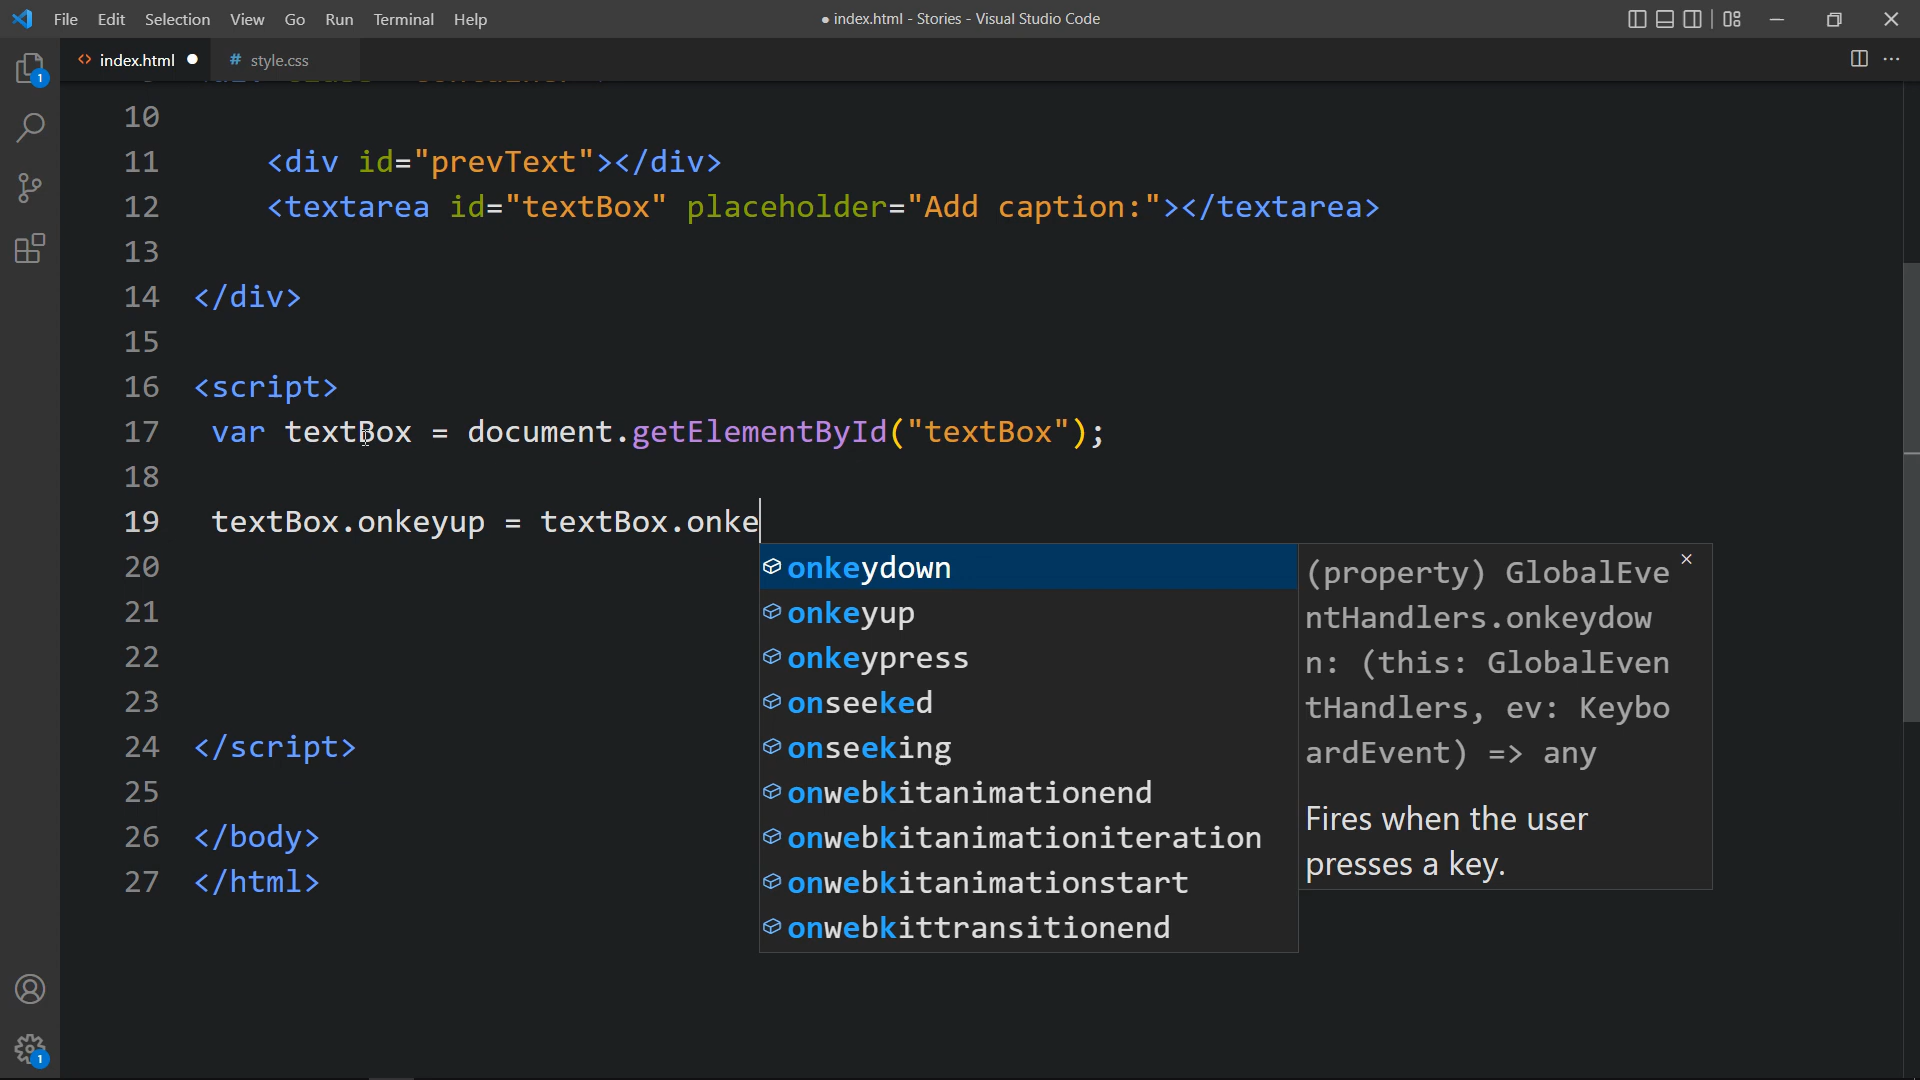 File Edit Selection View Go Run Terminal Help
● index.html - Stories - Visual Studio Code
<> index.html ●
# style.css
10
11 <div id="prevText"></div>
12 <textarea id="textBox" placeholder="Add caption:"></textarea>
13
14 </div>
15
16 <script>
17 var textBox = document.getElementById("textBox");
18
19 textBox.onkeyup = textBox.onke
20
21
22
23
24 </script>
25
26 </body>
27 </html>
onkeydown
onkeyup
onkeypress
onseeked
onseeking
onwebkitanimationend
onwebkitanimationiteration
onwebkitanimationstart
onwebkittransitionend
(property) GlobalEve
ntHandlers.onkeydow
n: (this: GlobalEven
tHandlers, ev: Keybo
ardEvent) => any
Fires when the user
presses a key.
1
1